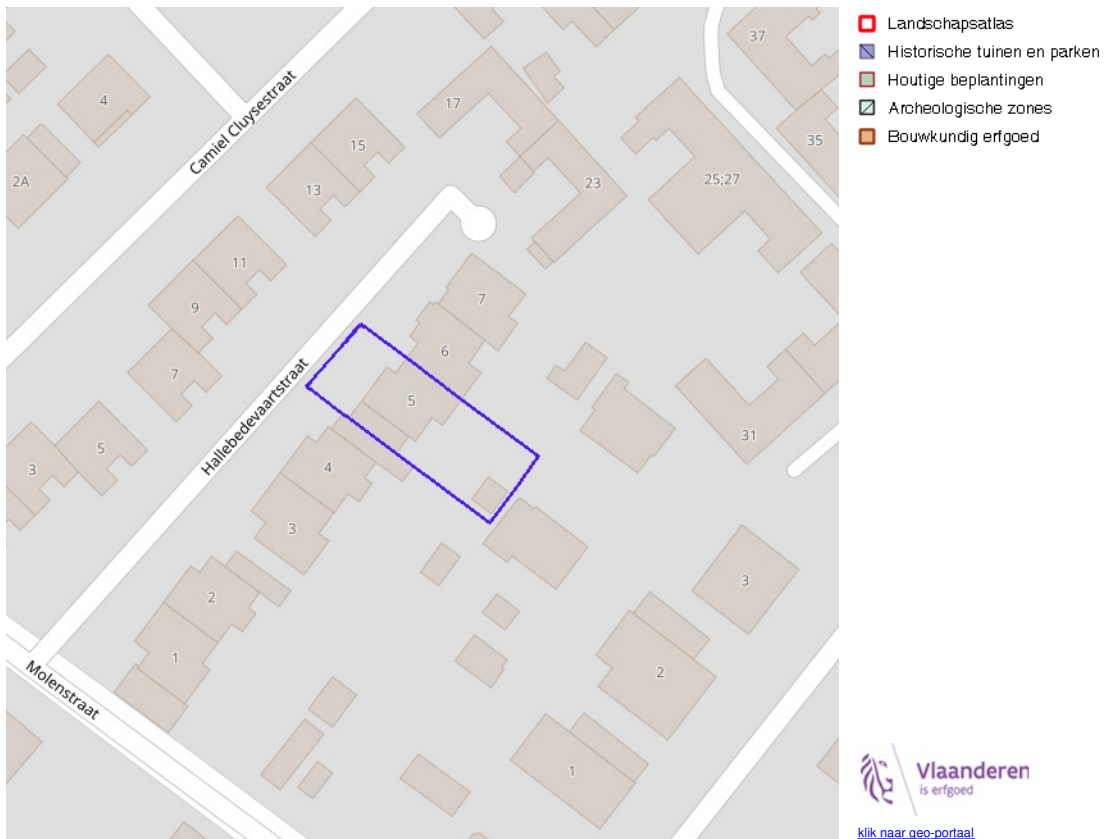 37
Landschapsatlas
Historische tuinen en parken
Houtige beplantingen
Archeologische zones
Bouwkundig erfgoed
4
17
Camiel Cluysestraat
15
35
2A
13
23
25;27
11
9
7
6
7
5
Hallebedevaartstraat
31
5
3
4
3
3
2
1
2
Molenstraat
1
Vlaanderen
is erfgoed
klik naar geo-portaal